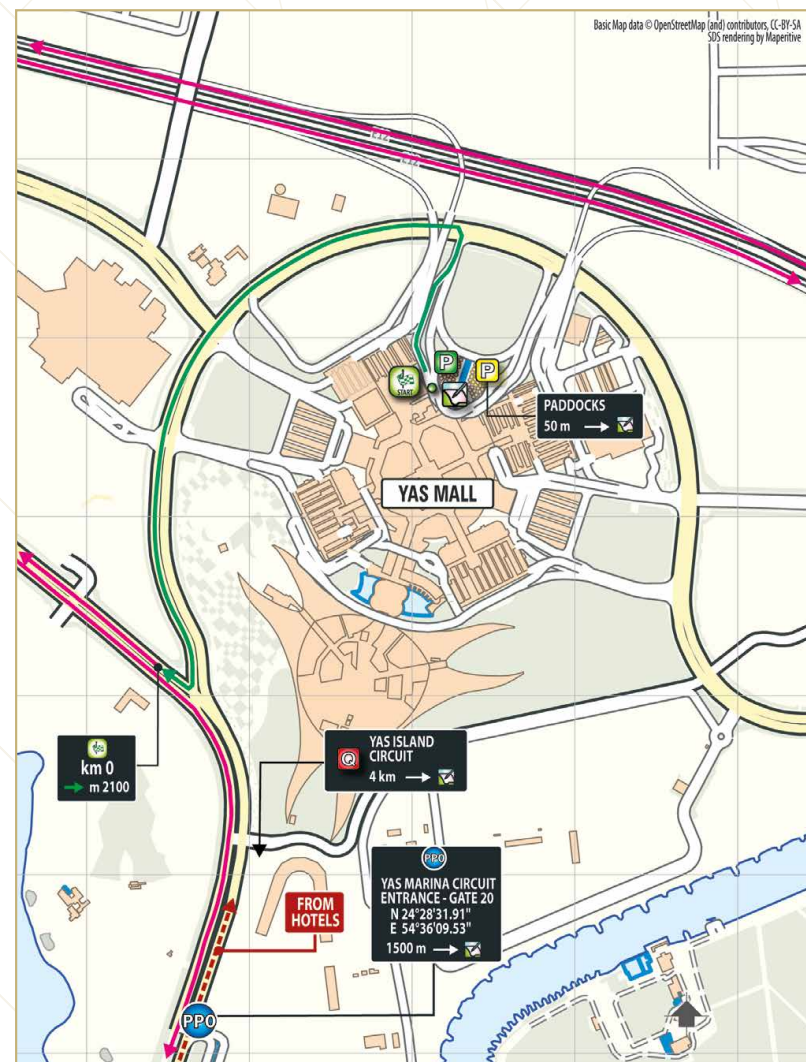 Basic Map data © OpenStreetMap (and) contributors, CC-BY-SA
SDS rendering by Maperitive
P
P
START
PADDOCKS
50 m
YAS MALL
km 0
m 2100
Q
YAS ISLAND
CIRCUIT
4 km
PPO
YAS MARINA CIRCUIT
ENTRANCE - GATE 20
N 24°28'31.91"
E 54°36'09.53"
1500 m
FROM
HOTELS
PPO